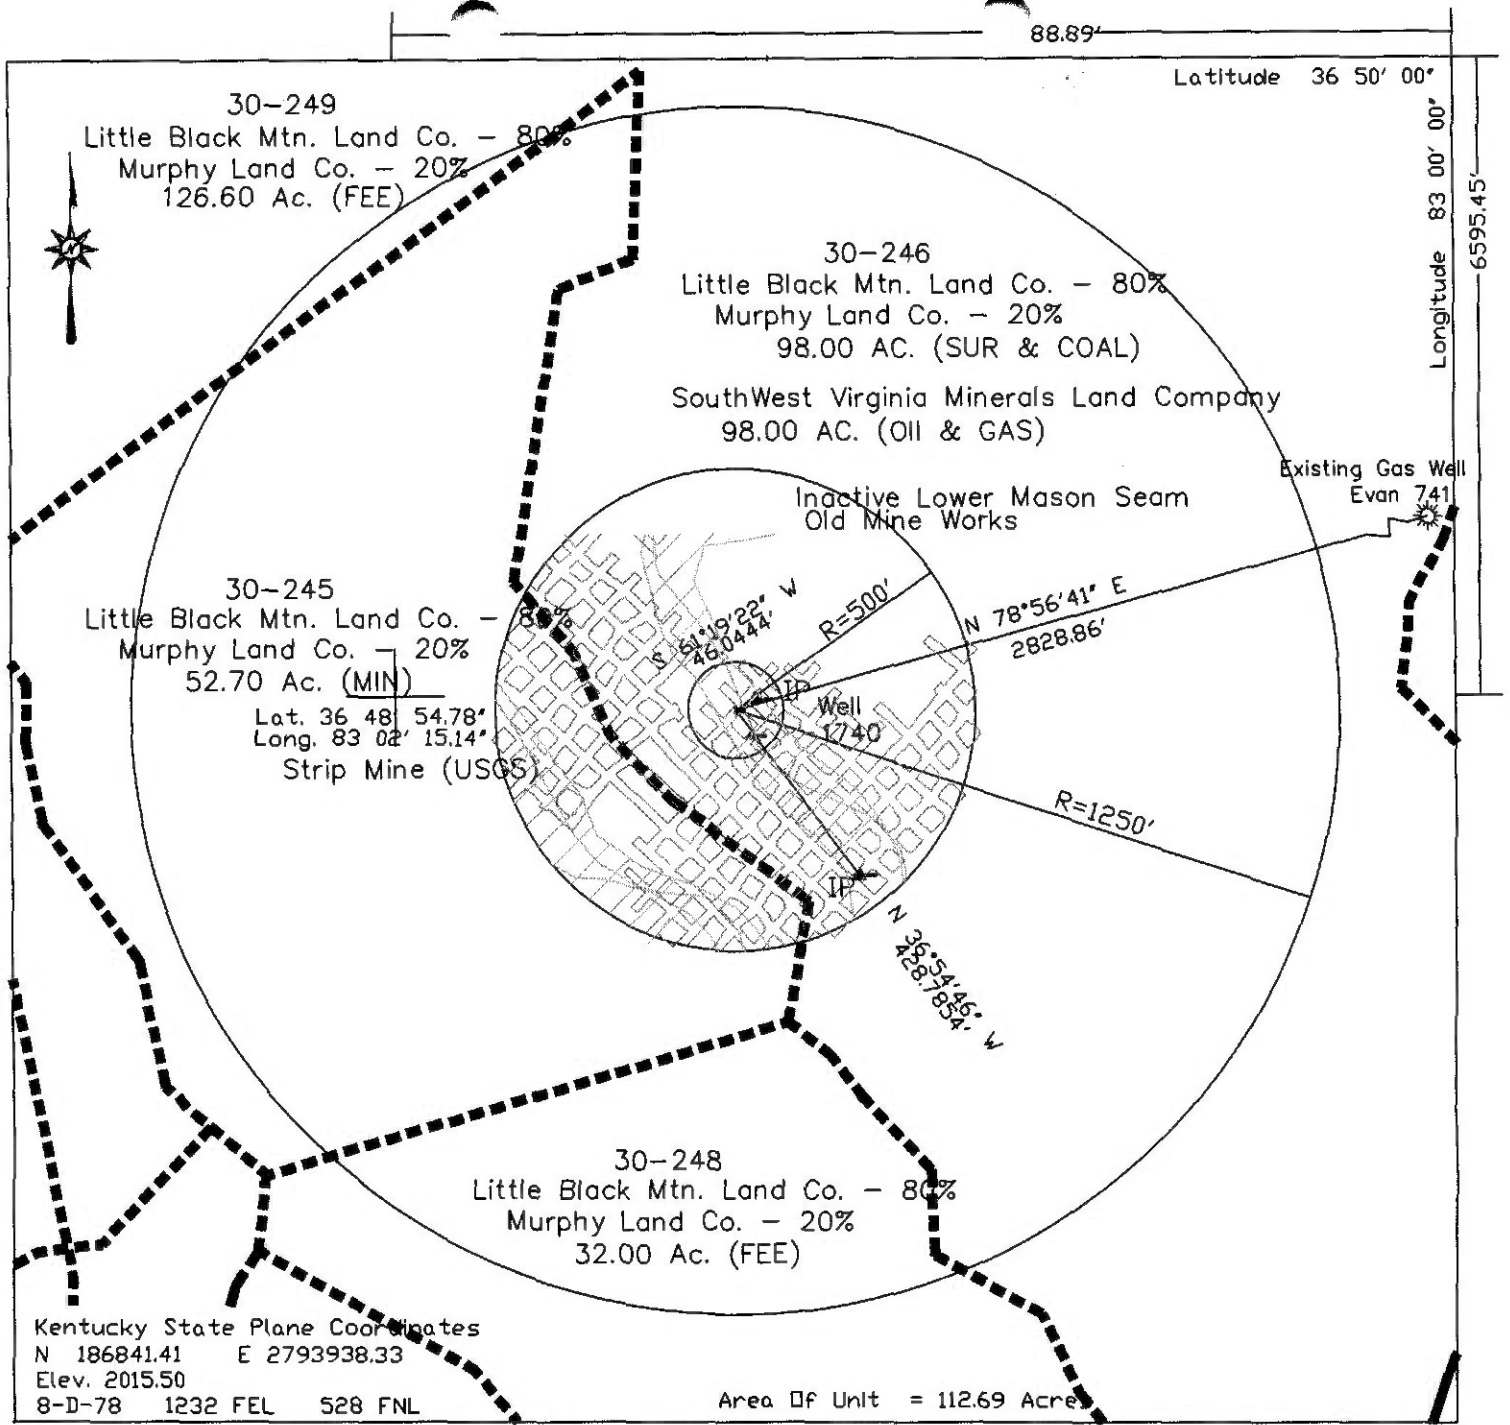 88.89'
Latitude 36 50' 00"
Longitude 83 00' 00"
6595.45'
30-249
Little Black Mtn. Land Co. - 80%
Murphy Land Co. - 20%
126.60 Ac. (FEE)
N
30-246
Little Black Mtn. Land Co. - 80%
Murphy Land Co. - 20%
98.00 AC. (SUR & COAL)
SouthWest Virginia Minerals Land Company
98.00 AC. (OIl & GAS)
Existing Gas Well
Evan 741
Inactive Lower Mason Seam
Old Mine Works
30-245
Little Black Mtn. Land Co. - 80%
Murphy Land Co. - 20%
52.70 Ac. (MIN)
Lat. 36 48' 54.78"
Long. 83 02' 15.14"
Strip Mine (USGS)
S 61°19'22" W
46.0444'
R=500'
N 78°56'41" E
2828.86'
IP
Well
1740
R=1250'
IP
N 36°54'46" W
428.7854'
30-248
Little Black Mtn. Land Co. - 80%
Murphy Land Co. - 20%
32.00 Ac. (FEE)
Kentucky State Plane Coordinates
N 186841.41 E 2793938.33
Elev. 2015.50
8-D-78 1232 FEL 528 FNL
Area Of Unit = 112.69 Acres